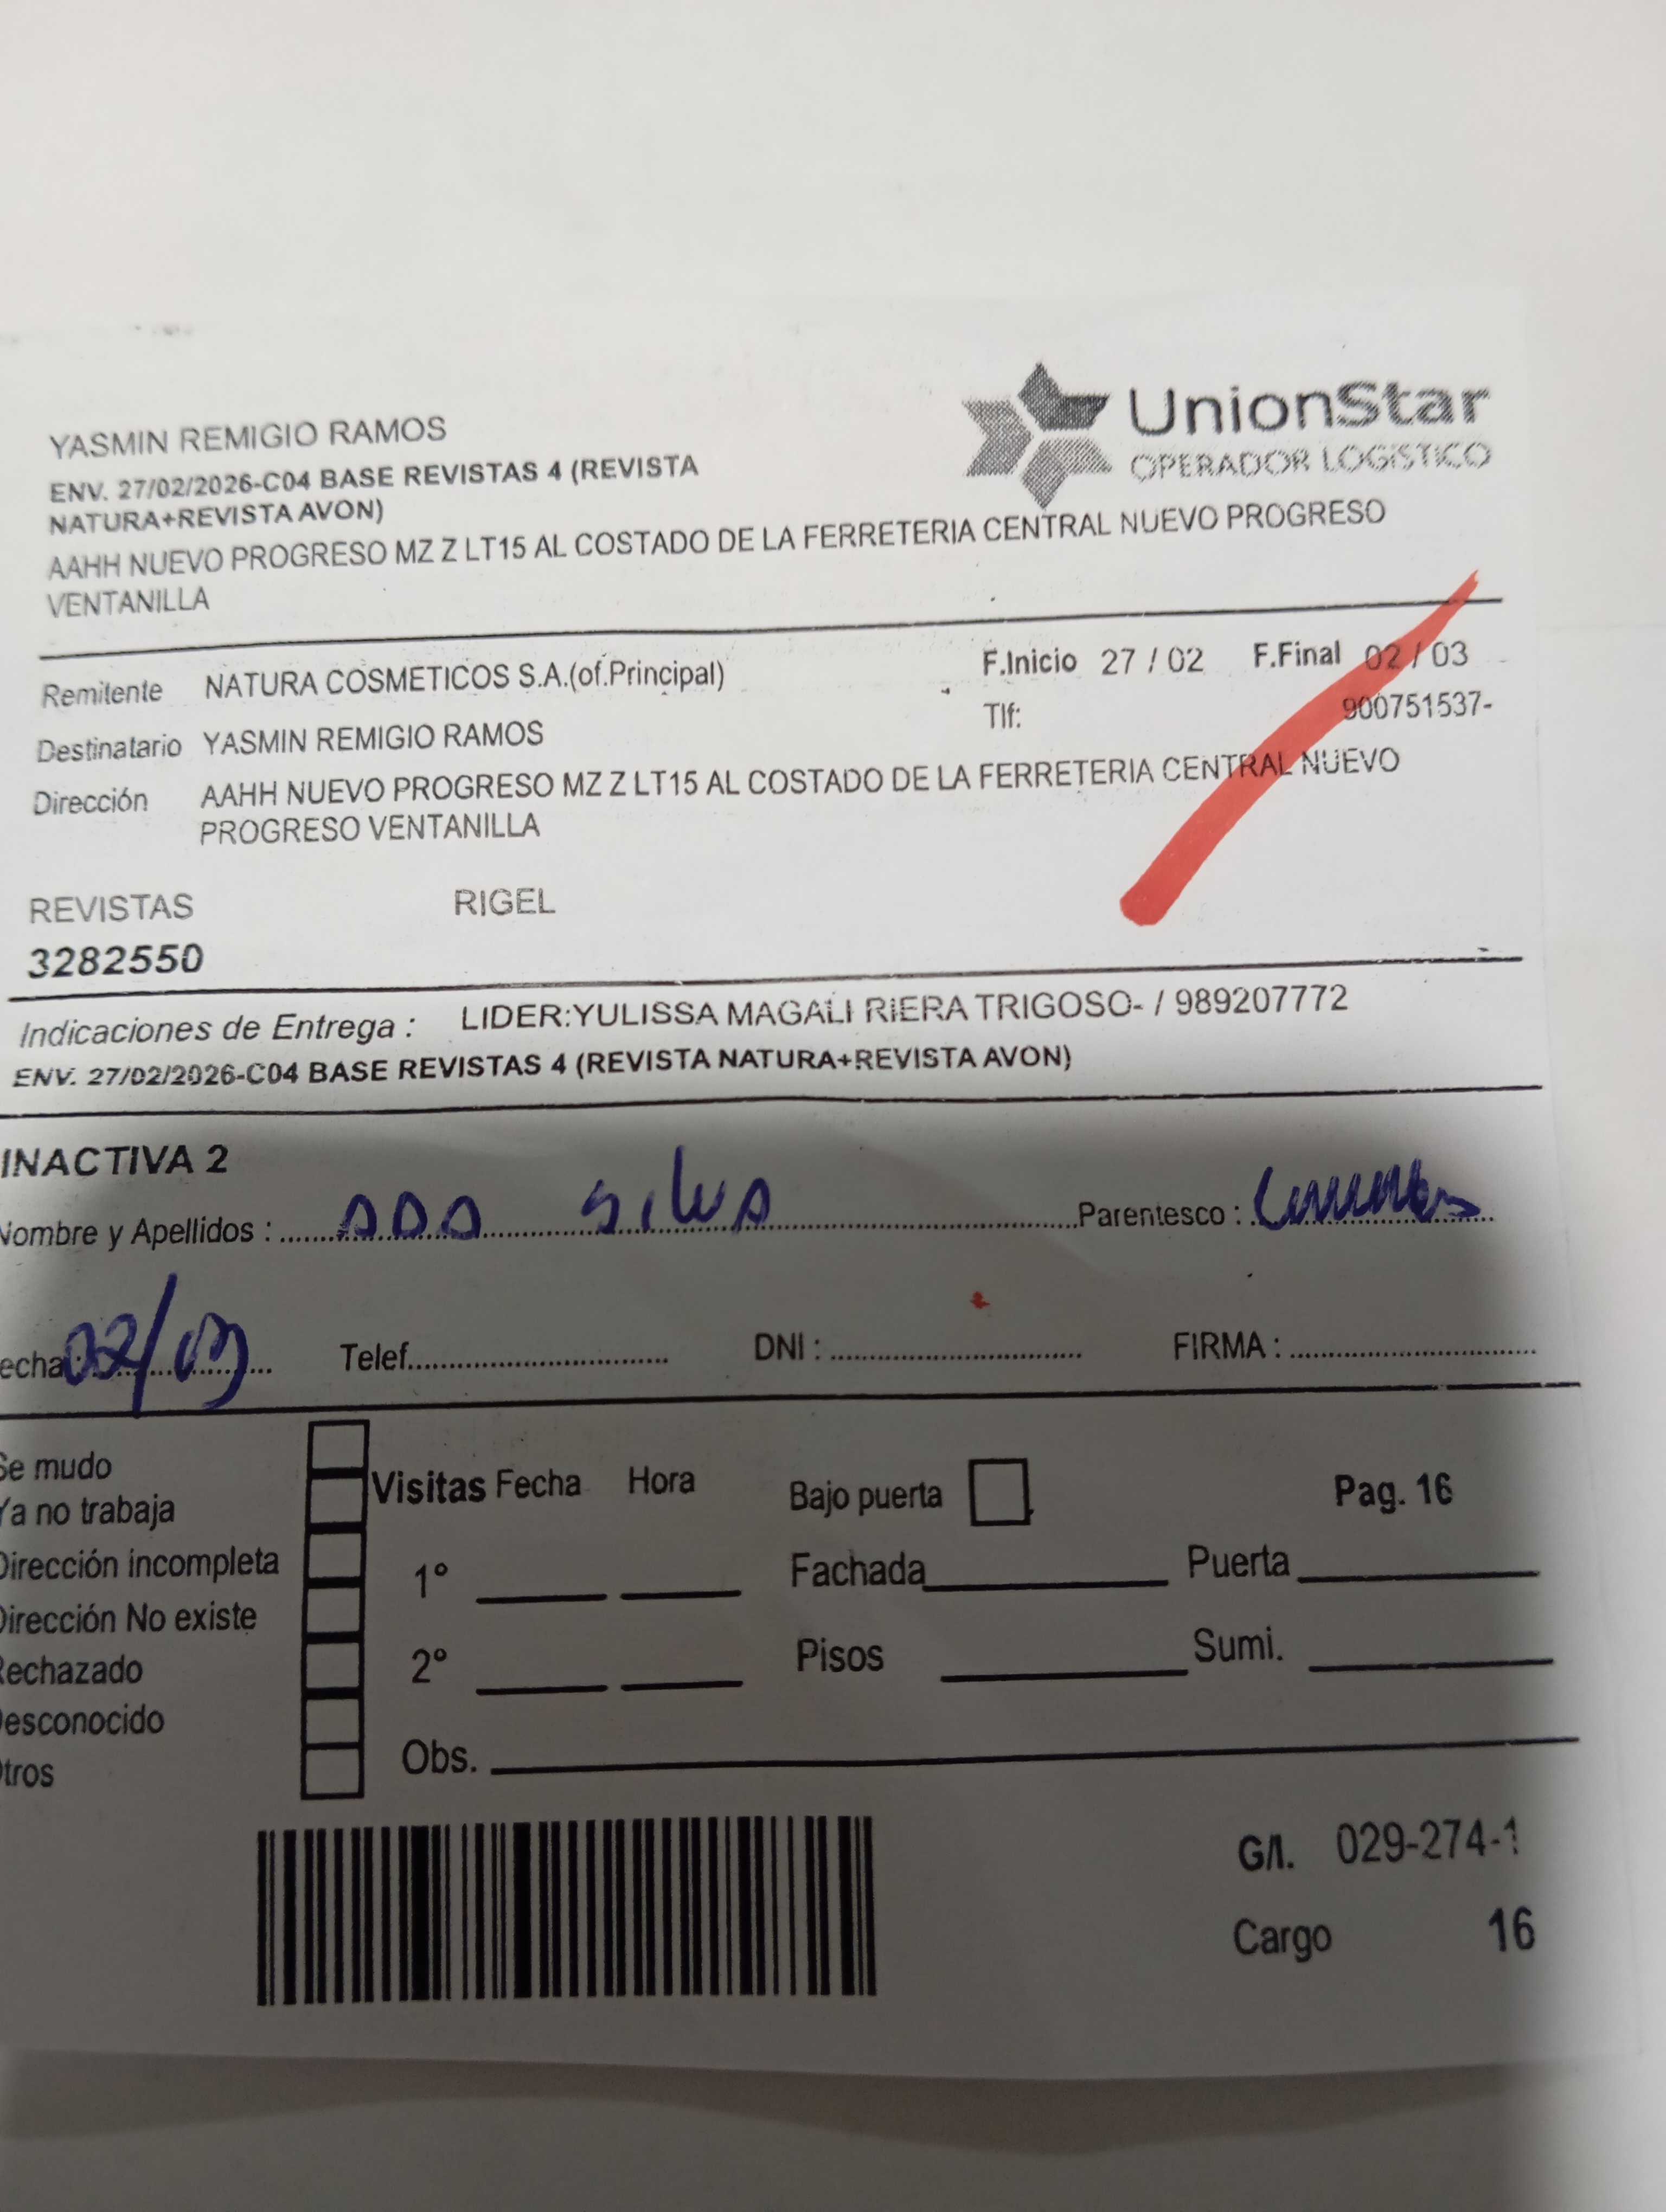 YASMIN REMIGIO RAMOS
ENV. 27/02/2026-C04 BASE REVISTAS 4 (REVISTA
NATURA+REVISTA AVON)
AAHH NUEVO PROGRESO MZ Z LT15 AL COSTADO DE LA FERRETERIA CENTRAL NUEVO PROGRESO
VENTANILLA
UnionStar
OPERADOR LOGÍSTICO
Remitente NATURA COSMETICOS S.A.(of.Principal)
F.Inicio 27 / 02 F.Final 02 / 03
Destinatario YASMIN REMIGIO RAMOS
Tlf: 900751537-
Dirección AAHH NUEVO PROGRESO MZ Z LT15 AL COSTADO DE LA FERRETERIA CENTRAL NUEVO
PROGRESO VENTANILLA
REVISTAS RIGEL
3282550
Indicaciones de Entrega : LIDER:YULISSA MAGALI RIERA TRIGOSO- / 989207772
ENV. 27/02/2026-C04 BASE REVISTAS 4 (REVISTA NATURA+REVISTA AVON)
INACTIVA 2
Nombre y Apellidos : Parentesco :
echa 02/03 Telef. DNI : FIRMA :
Se mudo
Ya no trabaja
Dirección incompleta
Dirección No existe
Rechazado
esconocido
tros
Visitas Fecha Hora
1°
2°
Obs.
Bajo puerta Pag. 16
Fachada Puerta
Pisos Sumi.
G/I. 029-274-1
Cargo 16